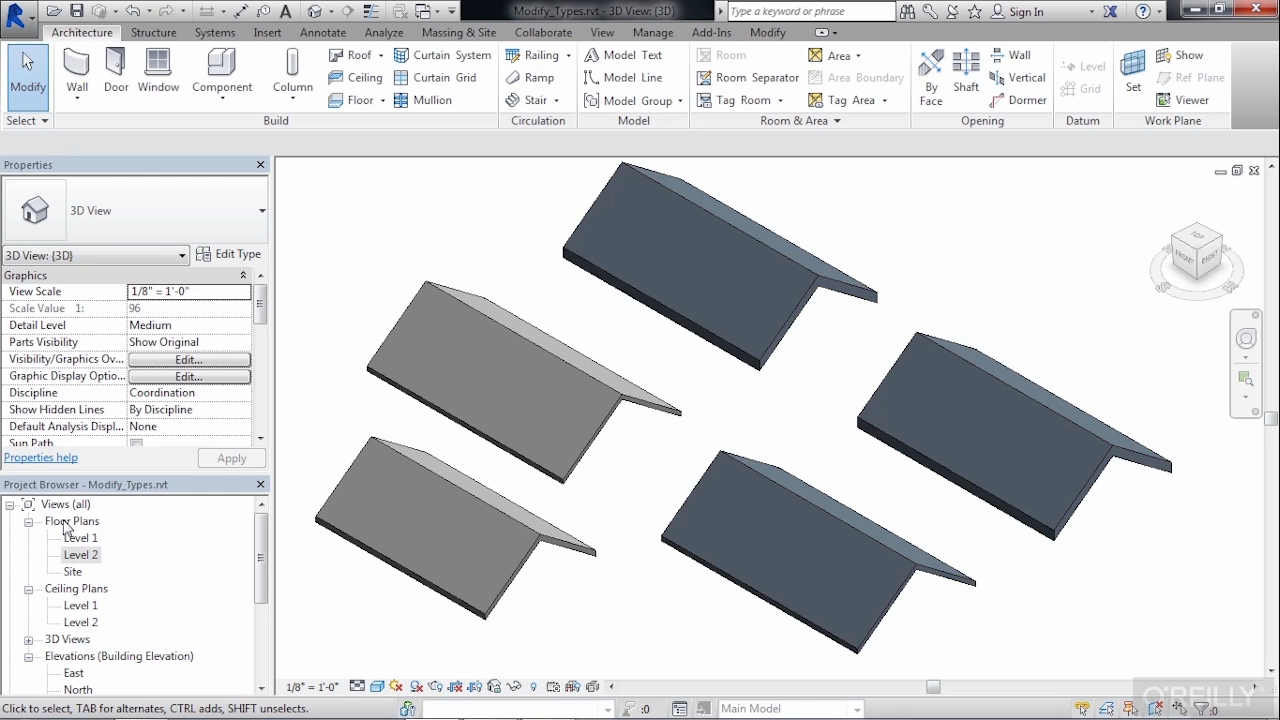 Modify_Types.rvt - 3D View: {3D}
Type a keyword or phrase
Sign In
Architecture Structure Systems Insert Annotate Analyze Massing & Site Collaborate View Manage Add-Ins Modify
Modify Wall Door Window Component Column
Roof Ceiling Floor
Curtain System Curtain Grid Mullion
Railing Ramp Stair
Model Text Model Line Model Group
Room Room Separator Tag Room
Area Area Boundary Tag Area
By Face Shaft Wall Vertical Dormer
Level Grid
Set Show Ref Plane Viewer
Select Build Circulation Model Room & Area Opening Datum Work Plane
Properties
3D View
3D View: {3D} Edit Type
Graphics
View Scale 1/8" = 1'-0"
Scale Value 1: 96
Detail Level Medium
Parts Visibility Show Original
Visibility/Graphics Ov... Edit...
Graphic Display Optio... Edit...
Discipline Coordination
Show Hidden Lines By Discipline
Default Analysis Displ... None
Sun Path
Properties help Apply
Project Browser - Modify_Types.rvt
Views (all)
Floor Plans
Level 1
Level 2
Site
Ceiling Plans
Level 1
Level 2
3D Views
Elevations (Building Elevation)
East
North
TOP
FRONT
RIGHT
1/8" = 1'-0"
Click to select, TAB for alternates, CTRL adds, SHIFT unselects.
:0
Main Model
:0
O'REILLY